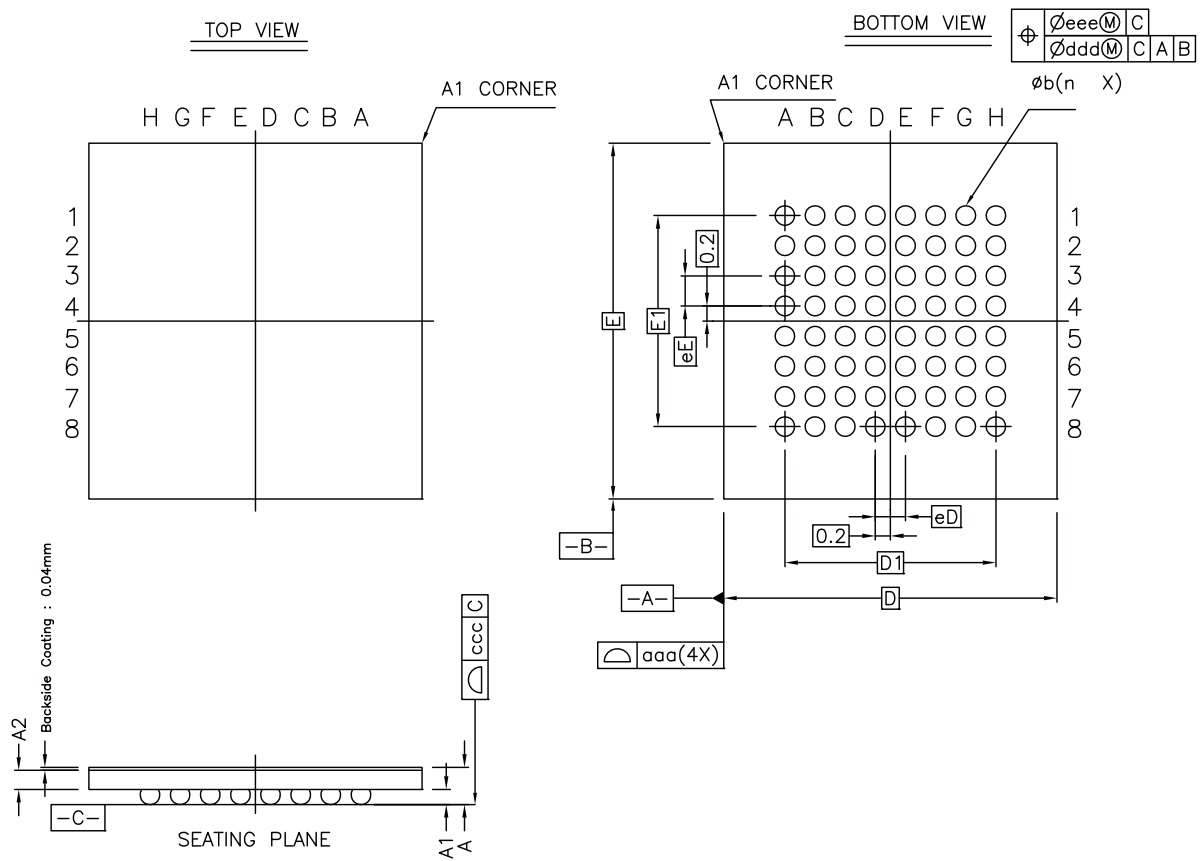 TOP VIEW
A1 CORNER
H G F E D C B A
1
2
3
4
5
6
7
8
BOTTOM VIEW
Øeee Ⓜ C
Øddd Ⓜ C A B
øb(n X)
A1 CORNER
A B C D E F G H
1
2
3
4
5
6
7
8
0.2
E
E1
eE
eD
0.2
D1
D
-B-
-A-
aaa(4X)
Backside Coating : 0.04mm
A2
ccc C
-C-
A1
A
SEATING PLANE